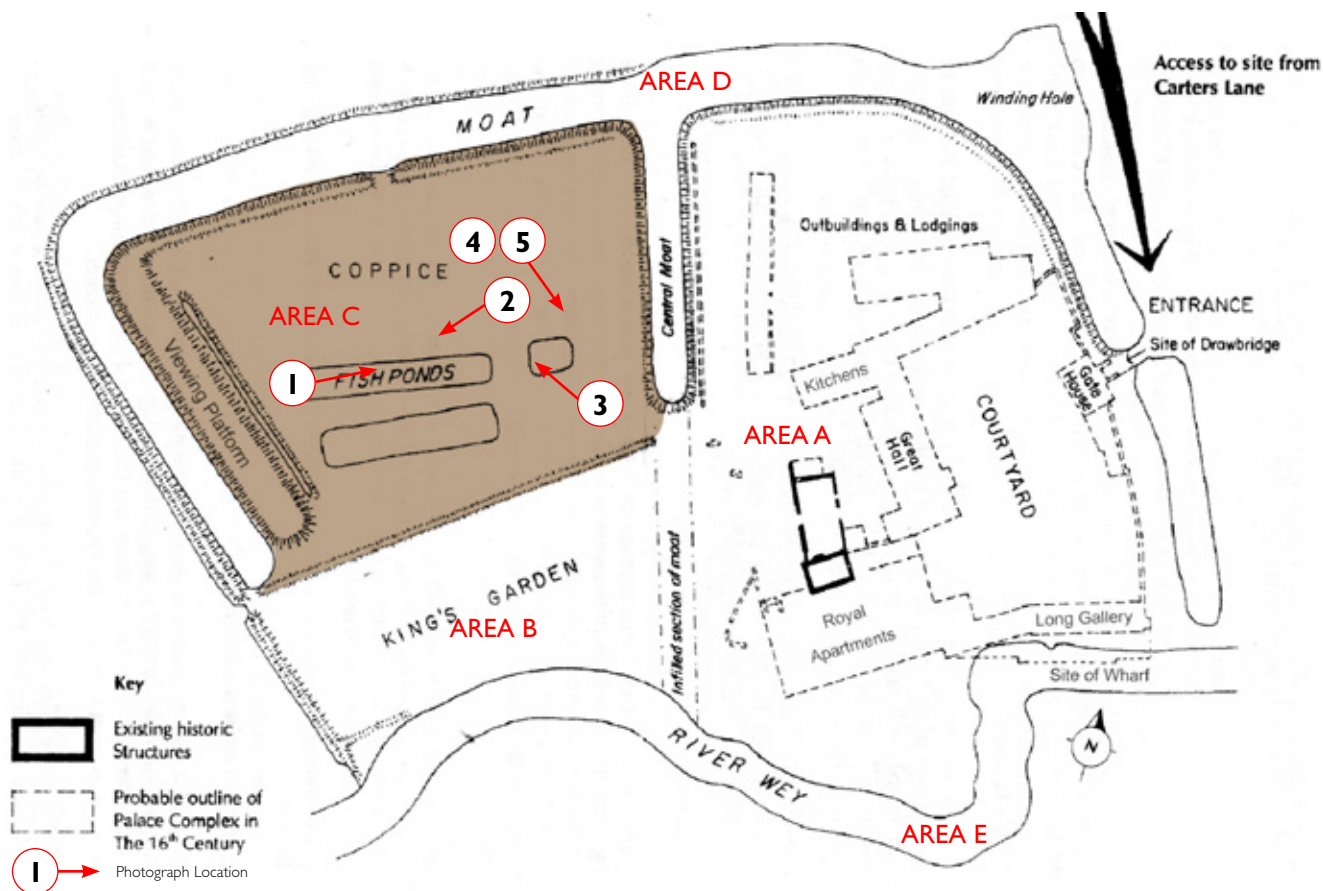 AREA D
MOAT
Winding Hole
Access to site from
Carters Lane
Outbuildings & Lodgings
4
5
COPPICE
2
AREA C
Central Moat
ENTRANCE
Site of Drawbridge
Viewing Platform
1
FISH PONDS
3
Kitchens
Gate
House
AREA A
Great
Hall
COURTYARD
KING'S GARDEN
AREA B
Infilled section of moat
Royal
Apartments
Long Gallery
Site of Wharf
RIVER WEY
N
AREA E
Key
Existing historic
Structures
Probable outline of
Palace Complex in
The 16th Century
1
Photograph Location